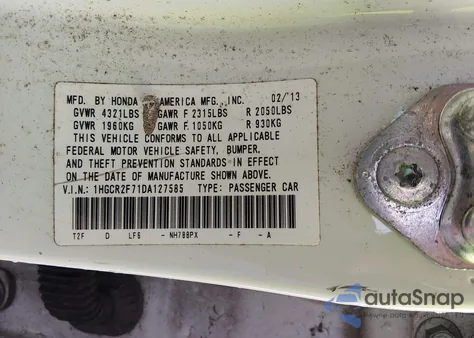 MFD. BY HONDA AMERICA MFG., INC. 02/13
GVWR 4321LBS GAWR F 2315LBS R 2050LBS
GVWR 1960KG GAWR F 1050KG R 930KG
THIS VEHICLE CONFORMS TO ALL APPLICABLE
FEDERAL MOTOR VEHICLE SAFETY, BUMPER,
AND THEFT PREVENTION STANDARDS IN EFFECT
ON THE DATE OF MANUFACTURE SHOWN ABOVE.
V.I.N.: 1HGCR2F71DA127585 TYPE: PASSENGER CAR
T2F D LFS - NH788PX - F - A
autoSnap